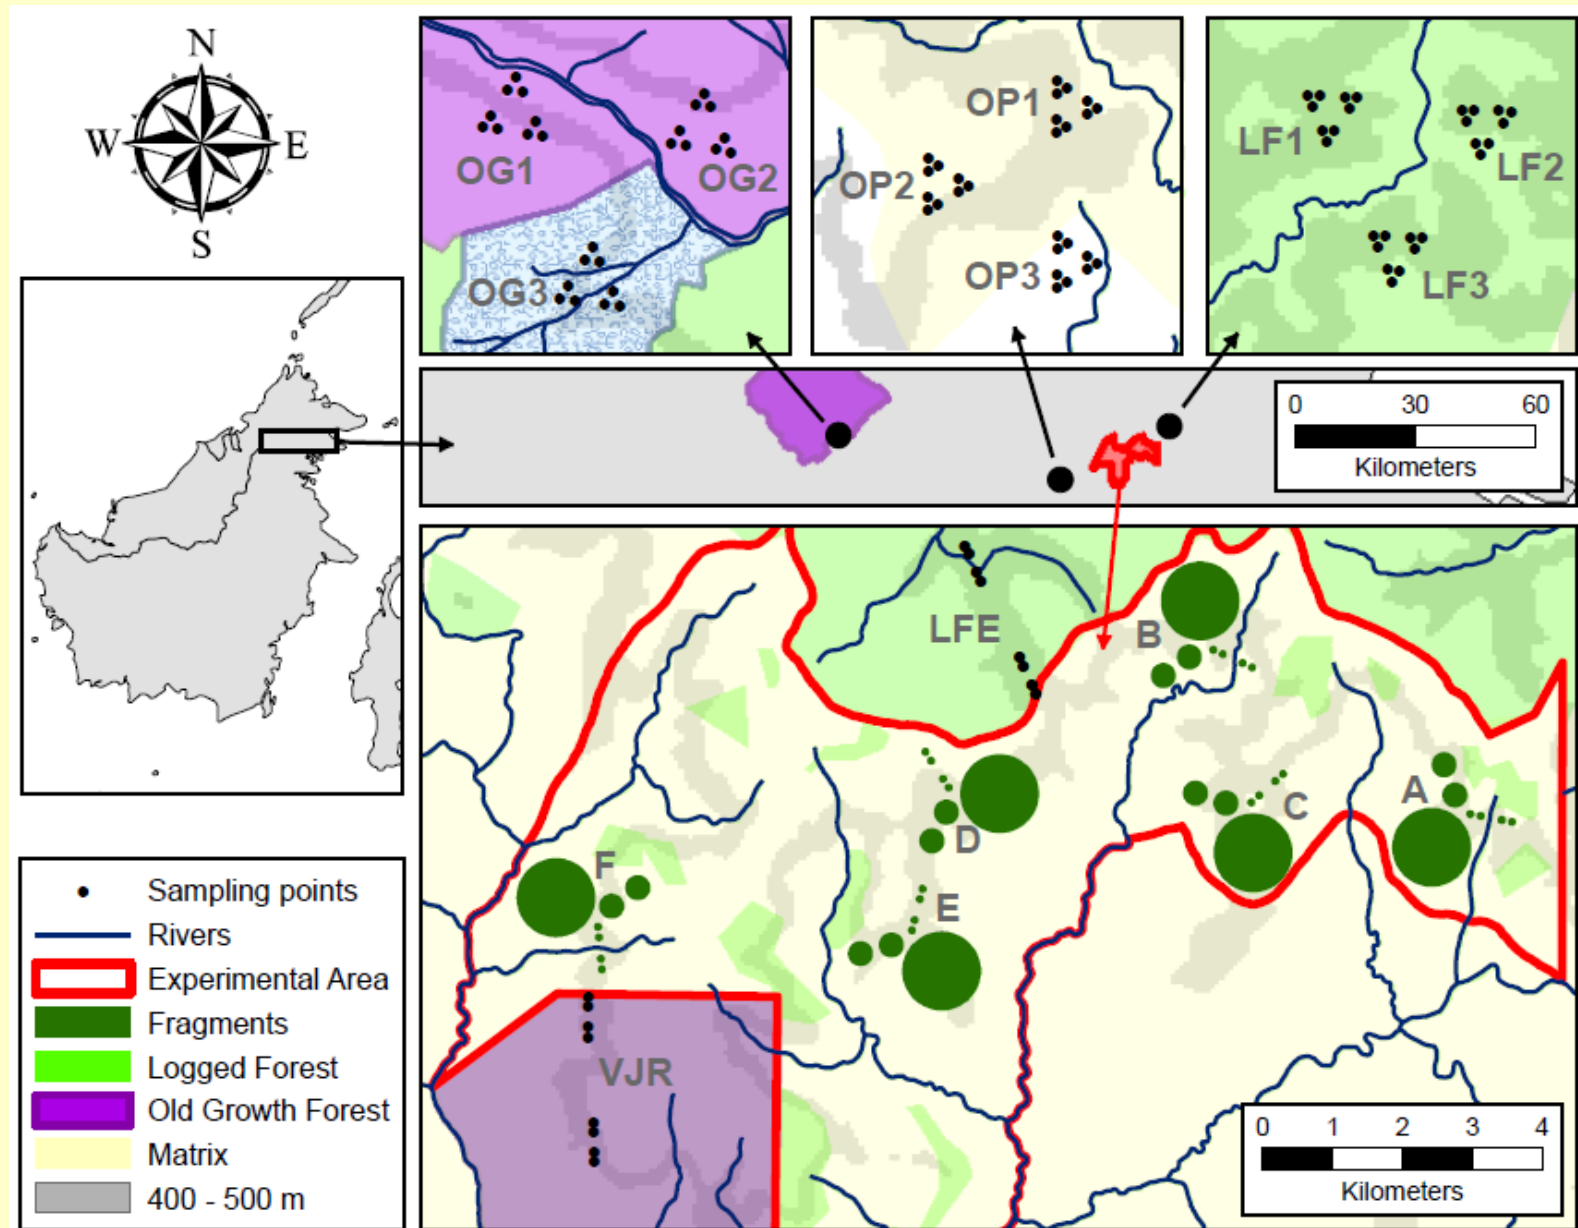 N
W
E
S
OG1
OG2
OG3
OP1
OP2
OP3
LF1
LF2
LF3
0 30 60
Kilometers
LFE
B
A
C
D
F
E
VJR
Sampling points
Rivers
Experimental Area
Fragments
Logged Forest
Old Growth Forest
Matrix
400 - 500 m
0 1 2 3 4
Kilometers